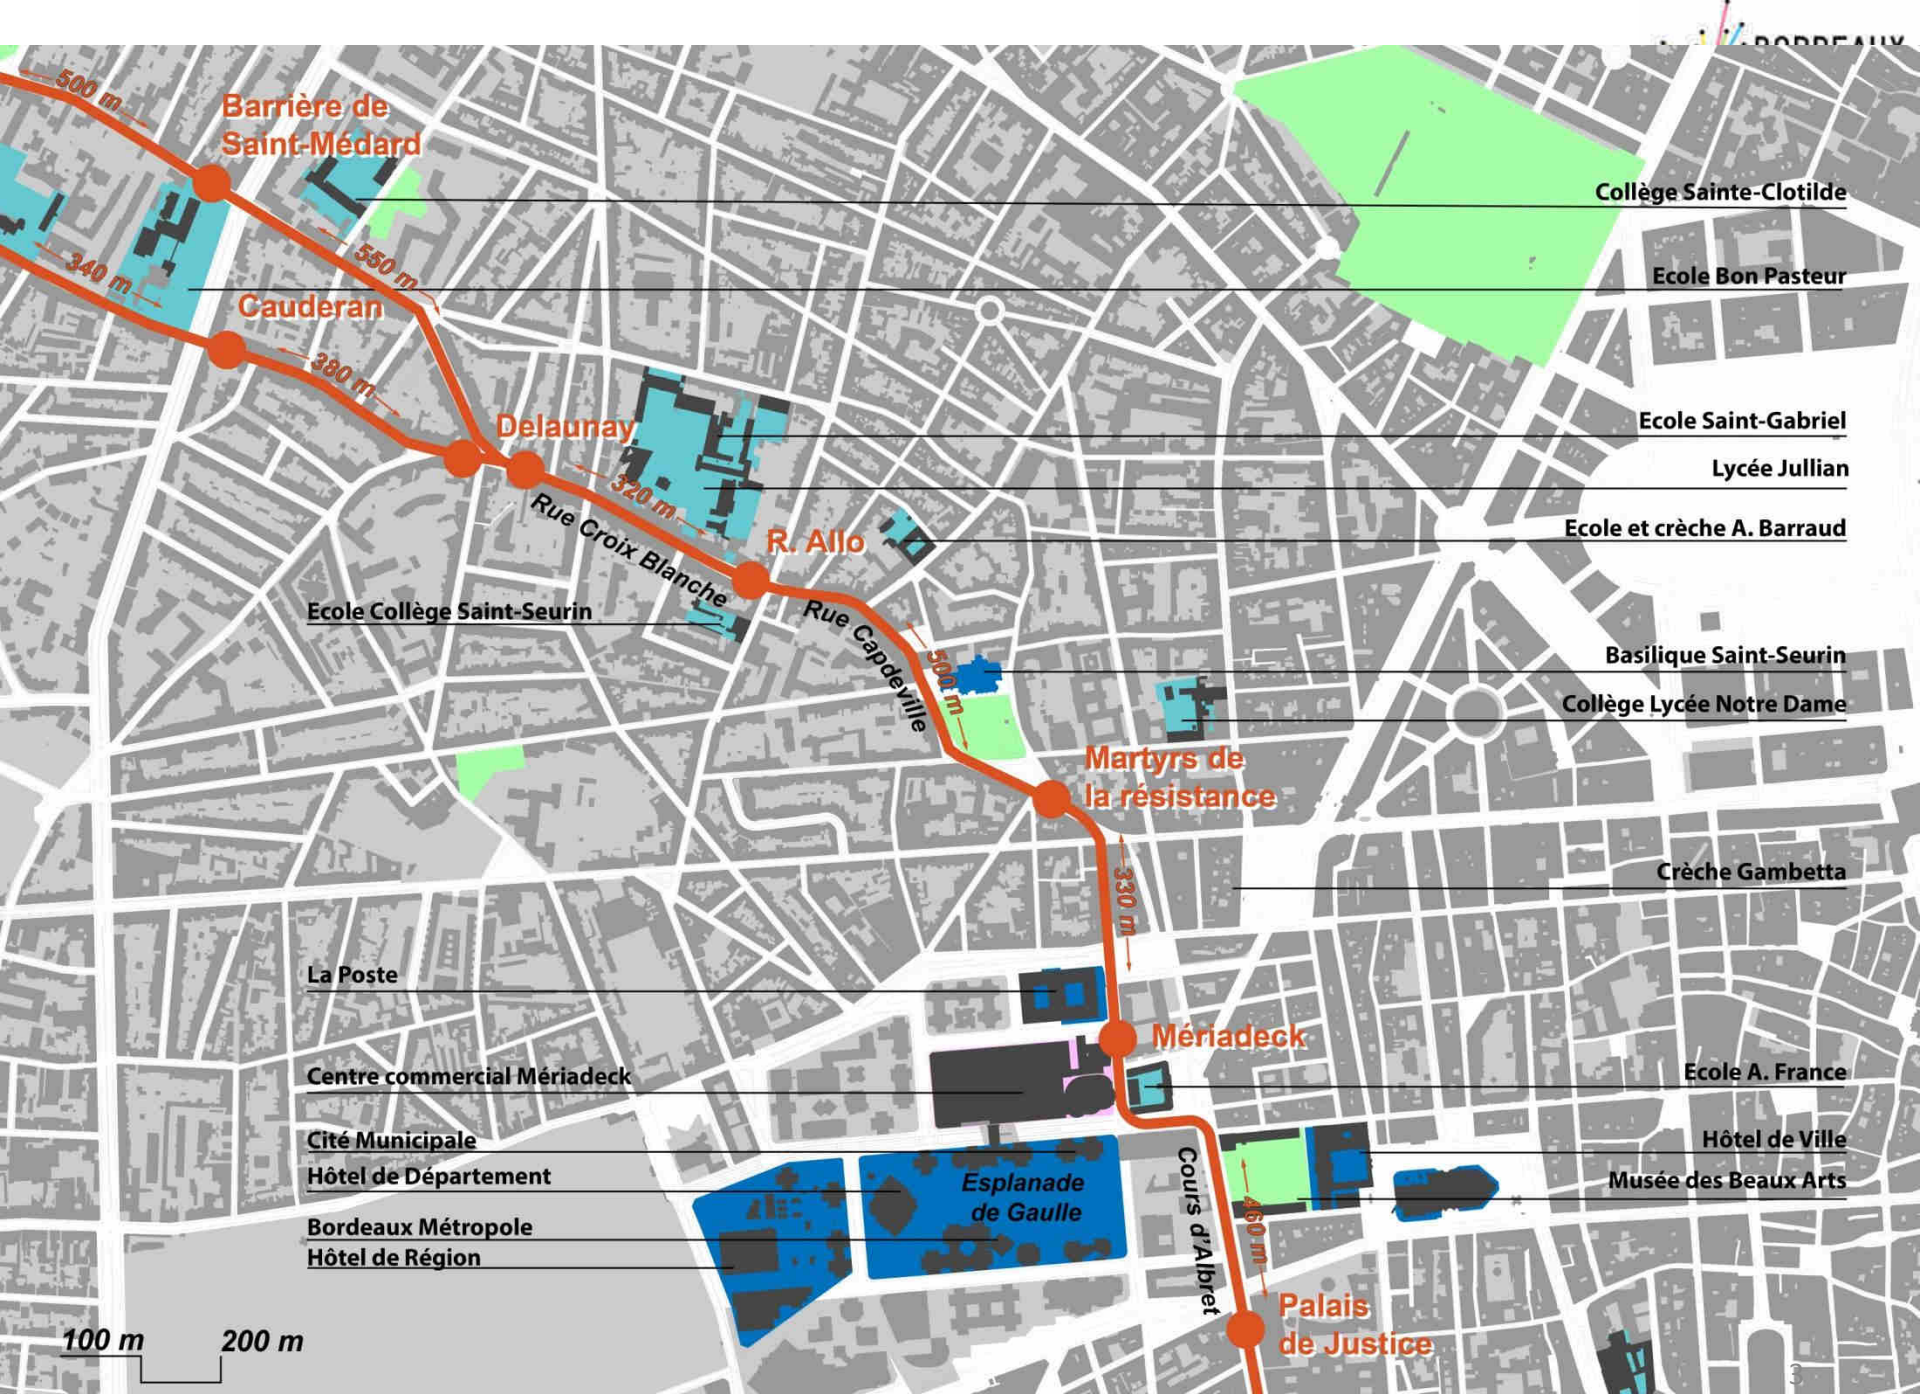 BORDEAUX
500 m
Barrière de
Saint-Médard
Collège Sainte-Clotilde
340 m
550 m
Ecole Bon Pasteur
Cauderan
380 m
Delaunay
Ecole Saint-Gabriel
Lycée Jullian
320 m
Rue Croix Blanche
R. Allo
Ecole et crèche A. Barraud
Ecole Collège Saint-Seurin
Rue Capdeville
500 m
Basilique Saint-Seurin
Collège Lycée Notre Dame
Martyrs de
la résistance
330 m
Crèche Gambetta
La Poste
Mériadeck
Centre commercial Mériadeck
Ecole A. France
Cité Municipale
Hôtel de Ville
Hôtel de Département
Esplanade
de Gaulle
Musée des Beaux Arts
Cours d'Albret
460 m
Bordeaux Métropole
Hôtel de Région
Palais
de Justice
100 m
200 m
3